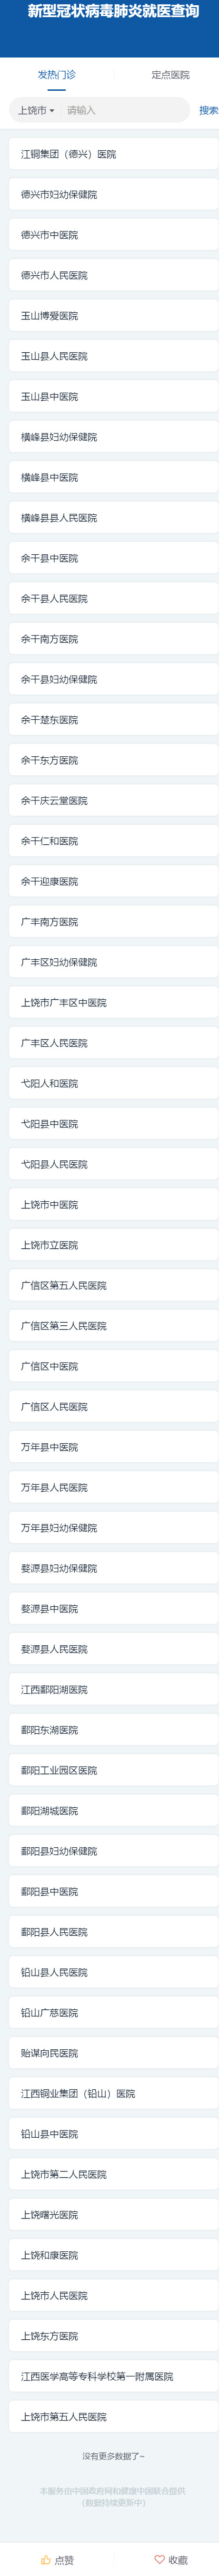 新型冠状病毒肺炎就医查询
发热门诊
定点医院
上饶市
请输入
搜索
江铜集团（德兴）医院
德兴市妇幼保健院
德兴市中医院
德兴市人民医院
玉山博爱医院
玉山县人民医院
玉山县中医院
横峰县妇幼保健院
横峰县中医院
横峰县县人民医院
余干县中医院
余干县人民医院
余干南方医院
余干县妇幼保健院
余干楚东医院
余干东方医院
余干庆云堂医院
余干仁和医院
余干迎康医院
广丰南方医院
广丰区妇幼保健院
上饶市广丰区中医院
广丰区人民医院
弋阳人和医院
弋阳县中医院
弋阳县人民医院
上饶市中医院
上饶市立医院
广信区第五人民医院
广信区第三人民医院
广信区中医院
广信区人民医院
万年县中医院
万年县人民医院
万年县妇幼保健院
婺源县妇幼保健院
婺源县中医院
婺源县人民医院
江西鄱阳湖医院
鄱阳东湖医院
鄱阳工业园区医院
鄱阳湖城医院
鄱阳县妇幼保健院
鄱阳县中医院
鄱阳县人民医院
铅山县人民医院
铅山广慈医院
贻谋向民医院
江西铜业集团（铅山）医院
铅山县中医院
上饶市第二人民医院
上饶曙光医院
上饶和康医院
上饶市人民医院
上饶东方医院
江西医学高等专科学校第一附属医院
上饶市第五人民医院
没有更多数据了~
本服务由中国政府网和健康中国联合提供
（数据持续更新中）
点赞
收藏